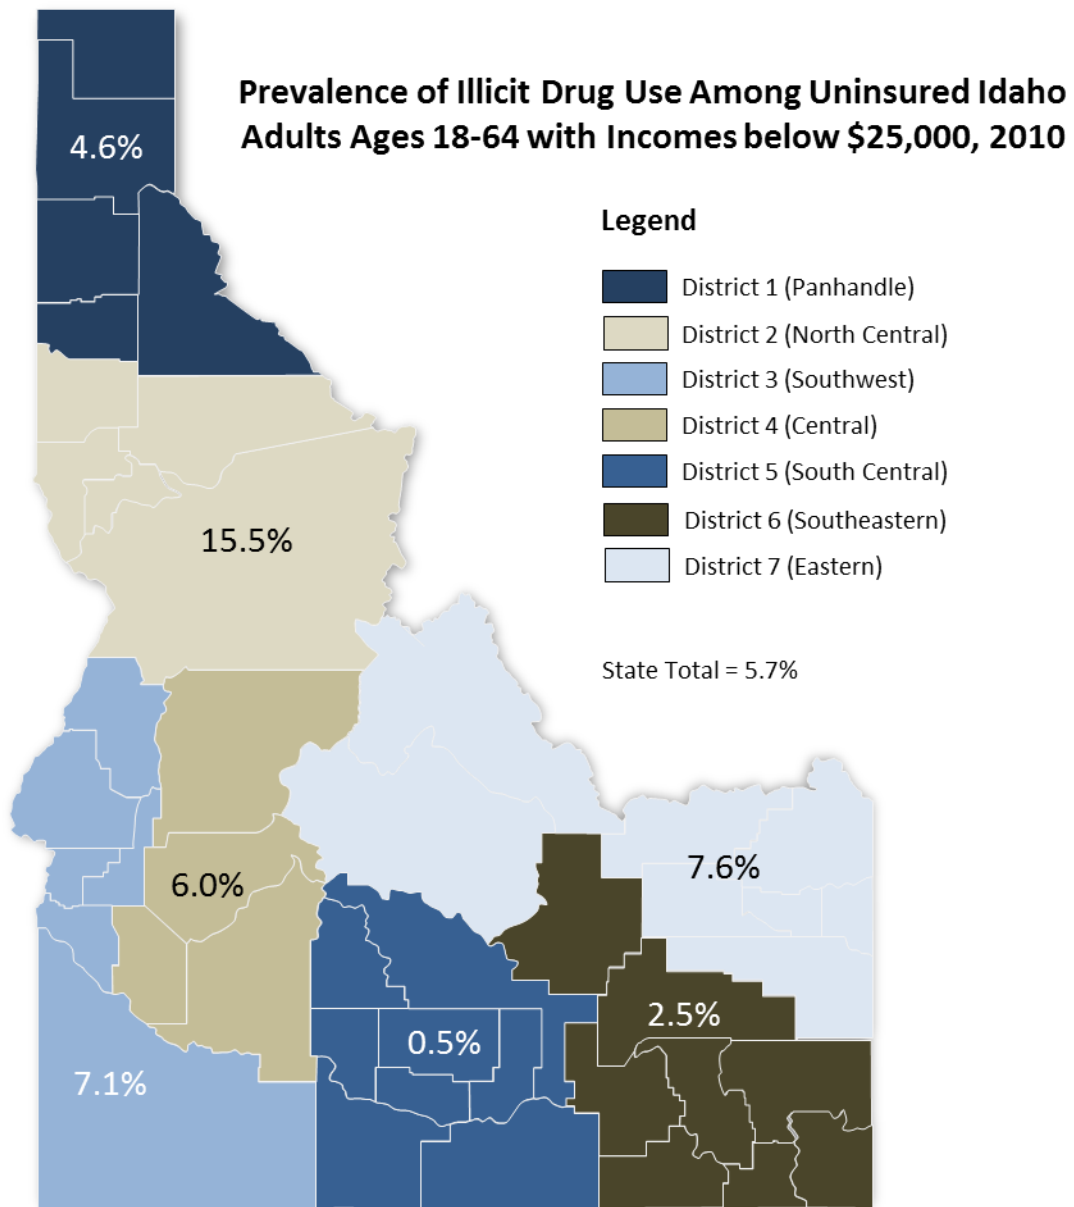 Prevalence of Illicit Drug Use Among Uninsured Idaho
Adults Ages 18-64 with Incomes below $25,000, 2010
4.6%
Legend
District 1 (Panhandle)
District 2 (North Central)
District 3 (Southwest)
District 4 (Central)
District 5 (South Central)
District 6 (Southeastern)
District 7 (Eastern)
15.5%
State Total = 5.7%
7.6%
6.0%
2.5%
0.5%
7.1%